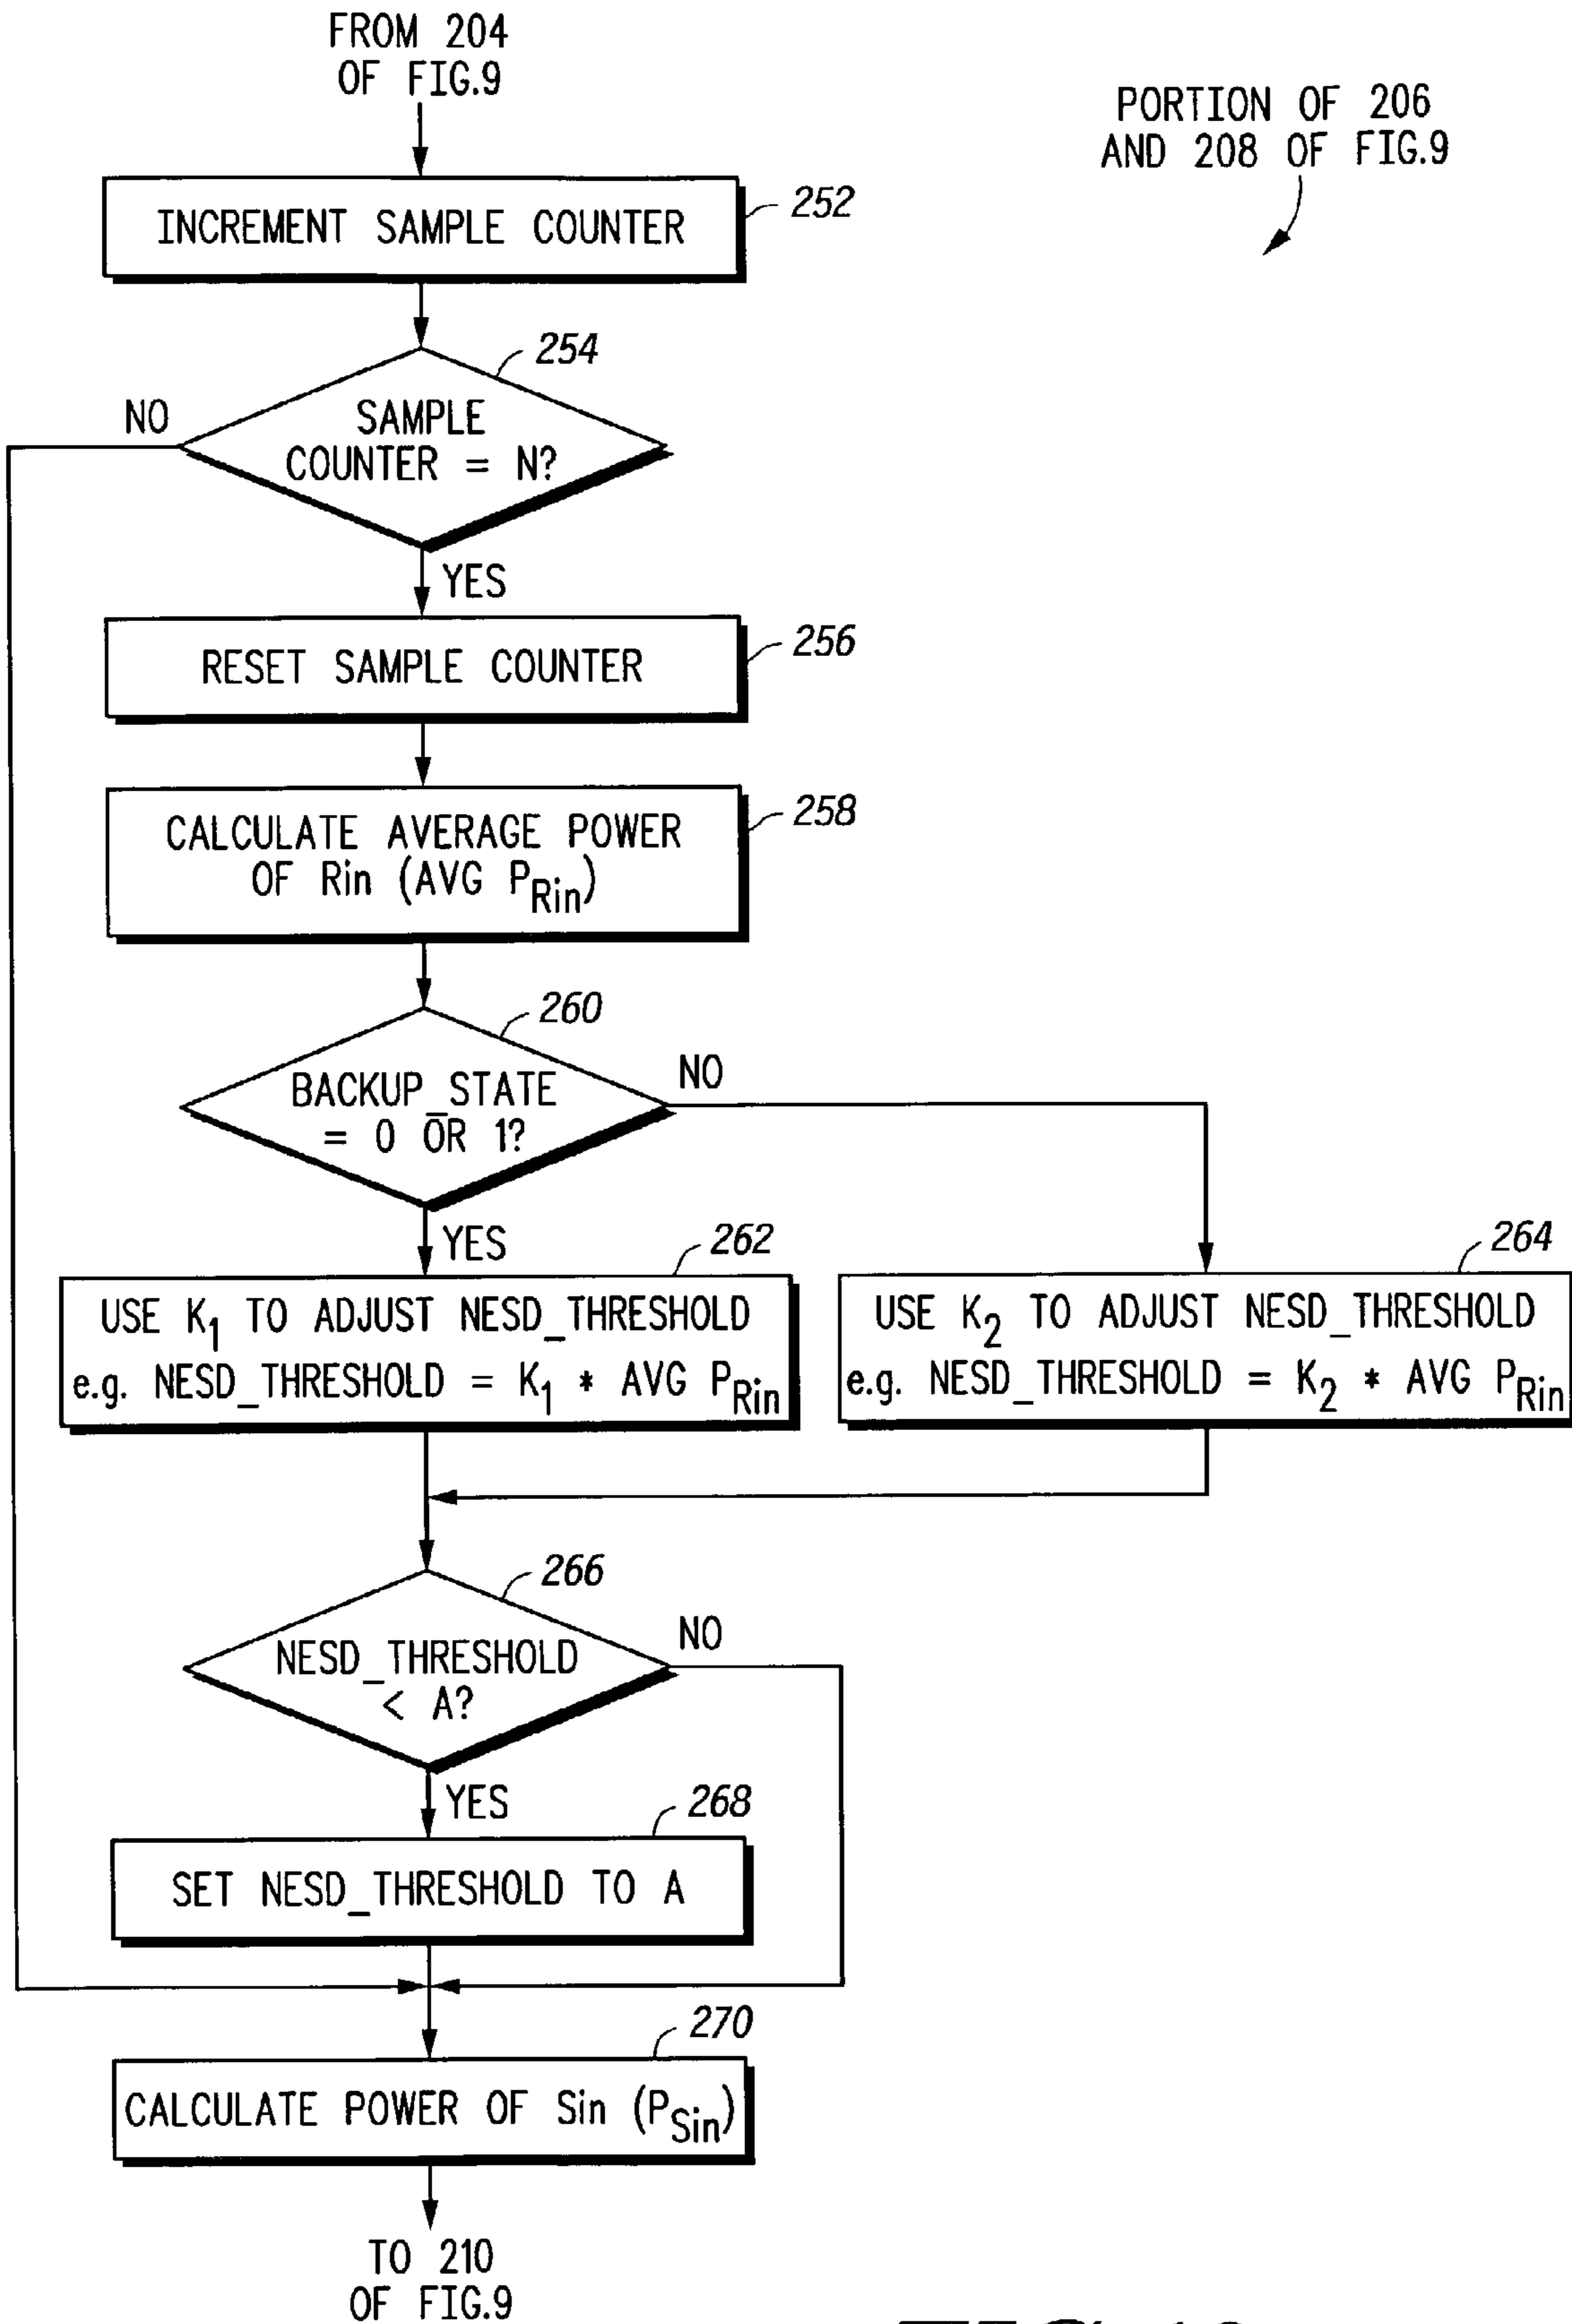 FROM 204
OF FIG.9
PORTION OF 206
AND 208 OF FIG.9
INCREMENT SAMPLE COUNTER
252
254
NO
SAMPLE
COUNTER = N?
YES
RESET SAMPLE COUNTER
256
CALCULATE AVERAGE POWER
OF Rin (AVG PRin)
258
260
BACKUP_STATE
= 0 OR 1?
NO
YES
262
264
USE K1 TO ADJUST NESD_THRESHOLD
e.g. NESD_THRESHOLD = K1 * AVG PRin
USE K2 TO ADJUST NESD_THRESHOLD
e.g. NESD_THRESHOLD = K2 * AVG PRin
266
NESD_THRESHOLD
< A?
NO
YES
268
SET NESD_THRESHOLD TO A
270
CALCULATE POWER OF Sin (PSin)
TO 210
OF FIG.9